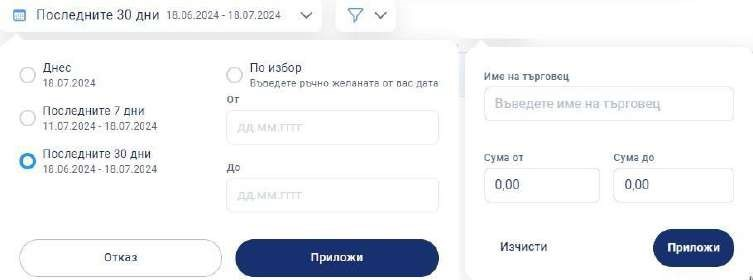 Последните 30 дни 18.06.2024 - 18.07.2024
Днес
18.07.2024
Последните 7 дни
11.07.2024 - 18.07.2024
Последните 30 дни
18.06.2024 - 18.07.2024
По избор
Въведете ръчно желаната от вас дата
От
дд.мм.гггг
До
дд.мм.гггг
Отказ
Приложи
Име на търговец
Въведете име на търговец
Сума от
Сума до
0,00
0,00
Изчисти
Приложи